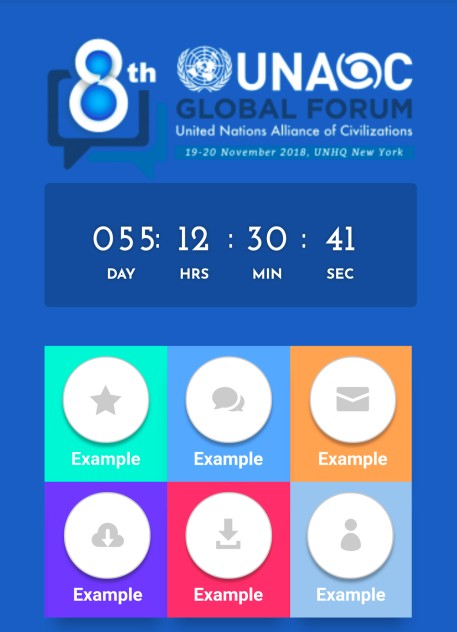 8th
UNAOC
GLOBAL FORUM
United Nations Alliance of Civilizations
19-20 November 2018, UNHQ New York
055: 12 : 30 : 41
DAY HRS MIN SEC
Example Example Example
Example Example Example